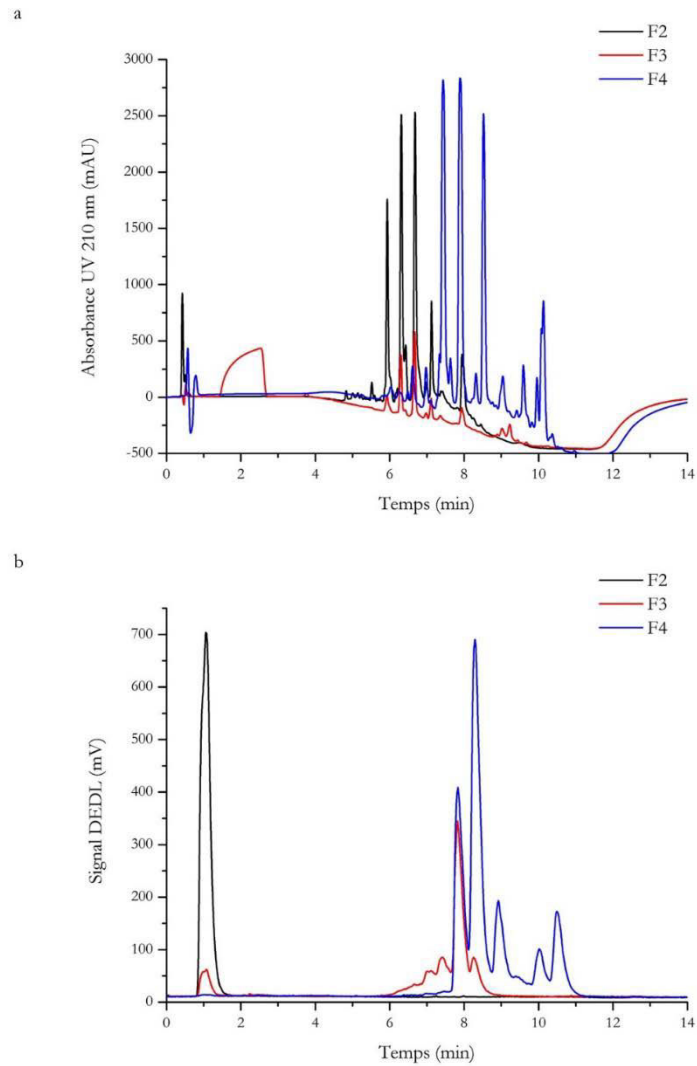 a
F2
F3
F4
3000
2500
2000
1500
1000
500
0
-500
Absorbance UV 210 nm (mAU)
0 2 4 6 8 10 12 14
Temps (min)
b
F2
F3
F4
700
600
500
400
300
200
100
0
Signal DEDL (mV)
0 2 4 6 8 10 12 14
Temps (min)